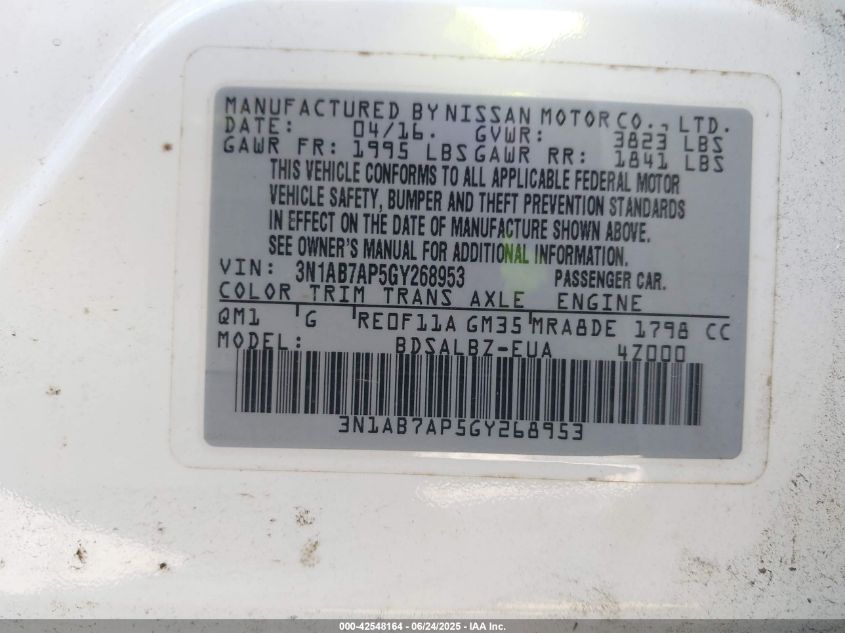 MANUFACTURED BY NISSAN MOTOR CO., LTD.
DATE: 04/16. GVWR: 3823 LBS
GAWR FR: 1995 LBS GAWR RR: 1841 LBS
THIS VEHICLE CONFORMS TO ALL APPLICABLE FEDERAL MOTOR
VEHICLE SAFETY, BUMPER AND THEFT PREVENTION STANDARDS
IN EFFECT ON THE DATE OF MANUFACTURE SHOWN ABOVE.
SEE OWNER'S MANUAL FOR ADDITIONAL INFORMATION.
VIN: 3N1AB7AP5GY268953 PASSENGER CAR.
COLOR TRIM TRANS AXLE ENGINE
QM1 G RE0F11A GM35 MRA8DE 1798 CC
MODEL: BDSALBZ-EUA 4Z000
3N1AB7AP5GY268953
000-42548164 - 06/24/2025 - IAA Inc.